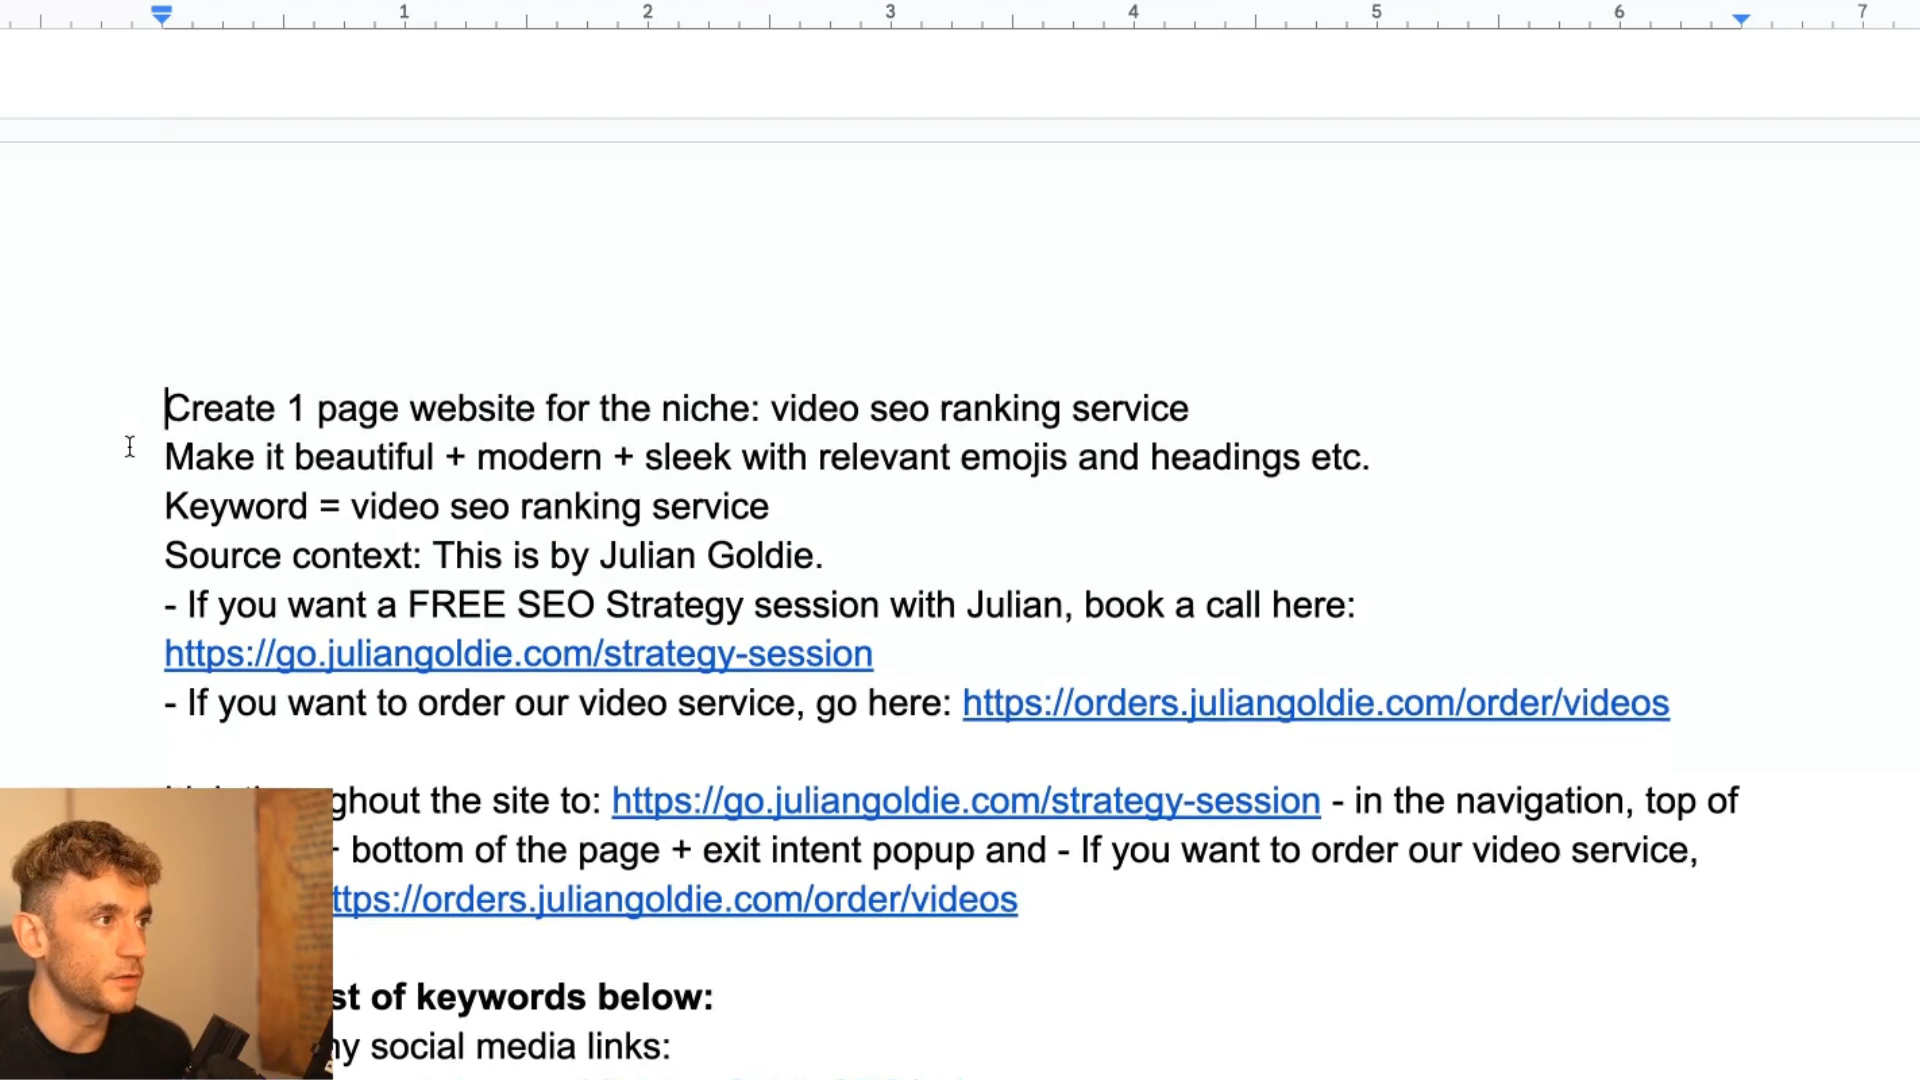 1 2 3 4 5 6 7
Create 1 page website for the niche: video seo ranking service
Make it beautiful + modern + sleek with relevant emojis and headings etc.
Keyword = video seo ranking service
Source context: This is by Julian Goldie.
- If you want a FREE SEO Strategy session with Julian, book a call here:
https://go.juliangoldie.com/strategy-session
- If you want to order our video service, go here: https://orders.juliangoldie.com/order/videos
ghout the site to: https://go.juliangoldie.com/strategy-session - in the navigation, top of
bottom of the page + exit intent popup and - If you want to order our video service,
ttps://orders.juliangoldie.com/order/videos
st of keywords below:
y social media links: